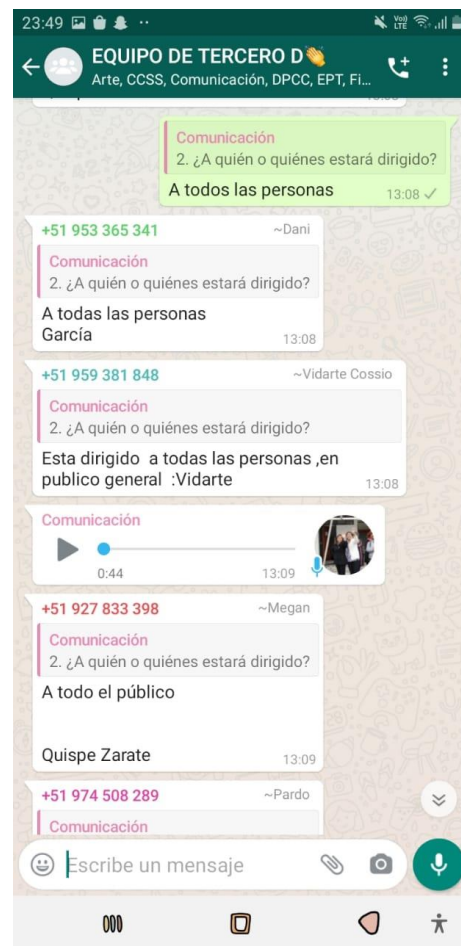 23:49
EQUIPO DE TERCERO D👏
Arte, CCSS, Comunicación, DPCC, EPT, Fi...
Comunicación
2. ¿A quién o quiénes estará dirigido?
A todos las personas 13:08
+51 953 365 341 ~Dani
Comunicación
2. ¿A quién o quiénes estará dirigido?
A todas las personas
García 13:08
+51 959 381 848 ~Vidarte Cossio
Comunicación
2. ¿A quién o quiénes estará dirigido?
Esta dirigido a todas las personas ,en
publico general :Vidarte 13:08
Comunicación
0:44 13:09
+51 927 833 398 ~Megan
Comunicación
2. ¿A quién o quiénes estará dirigido?
A todo el público
Quispe Zarate 13:09
+51 974 508 289 ~Pardo
Comunicación
Escribe un mensaje